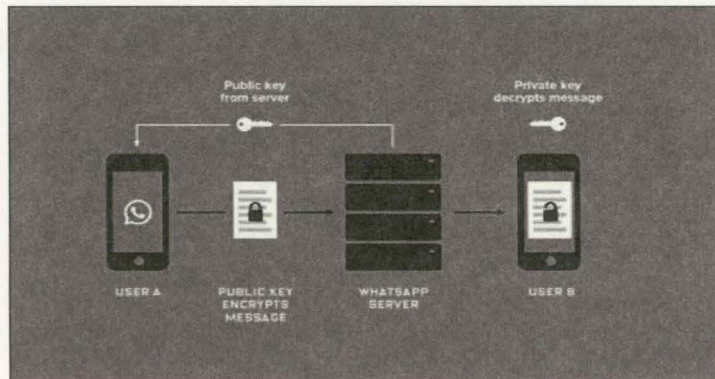 Public key
from server
Private key
decrypts message
USER A
PUBLIC KEY
ENCRYPTS
MESSAGE
WHATSAPP
SERVER
USER B